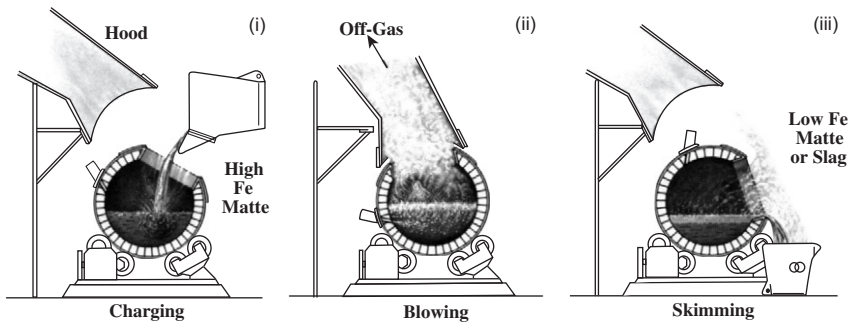 (i)
Hood
High
Fe
Matte
Charging
(ii)
Off-Gas
Blowing
(iii)
Low Fe
Matte
or Slag
Skimming